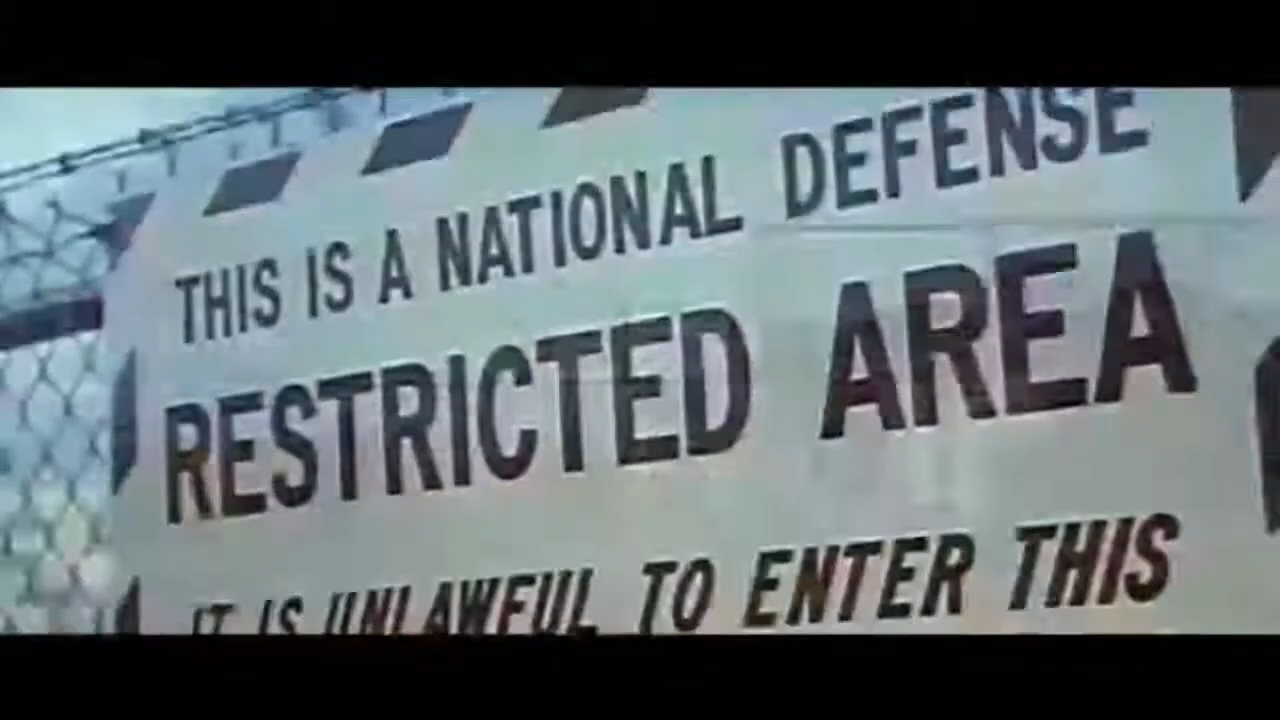 THIS IS A NATIONAL DEFENSE
RESTRICTED AREA
IT IS UNLAWFUL TO ENTER THIS